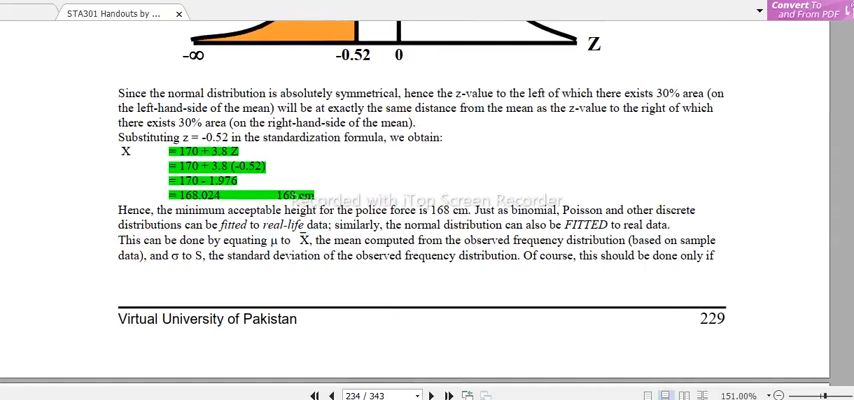 STA301 Handouts by ...
Convert To
and From PDF
-∞
-0.52
0
Z
Since the normal distribution is absolutely symmetrical, hence the z-value to the left of which there exists 30% area (on
the left-hand-side of the mean) will be at exactly the same distance from the mean as the z-value to the right of which
there exists 30% area (on the right-hand-side of the mean).
Substituting z = -0.52 in the standardization formula, we obtain:
X = 170 + 3.8 Z
= 170 + 3.8 (-0.52)
= 170 - 1.976
= 168.024 168 cm
Recorded with iTop Screen Recorder
Hence, the minimum acceptable height for the police force is 168 cm. Just as binomial, Poisson and other discrete
distributions can be fitted to real-life data; similarly, the normal distribution can also be FITTED to real data.
This can be done by equating μ to X̄, the mean computed from the observed frequency distribution (based on sample
data), and σ to S, the standard deviation of the observed frequency distribution. Of course, this should be done only if
Virtual University of Pakistan 229
234 / 343
151.00%